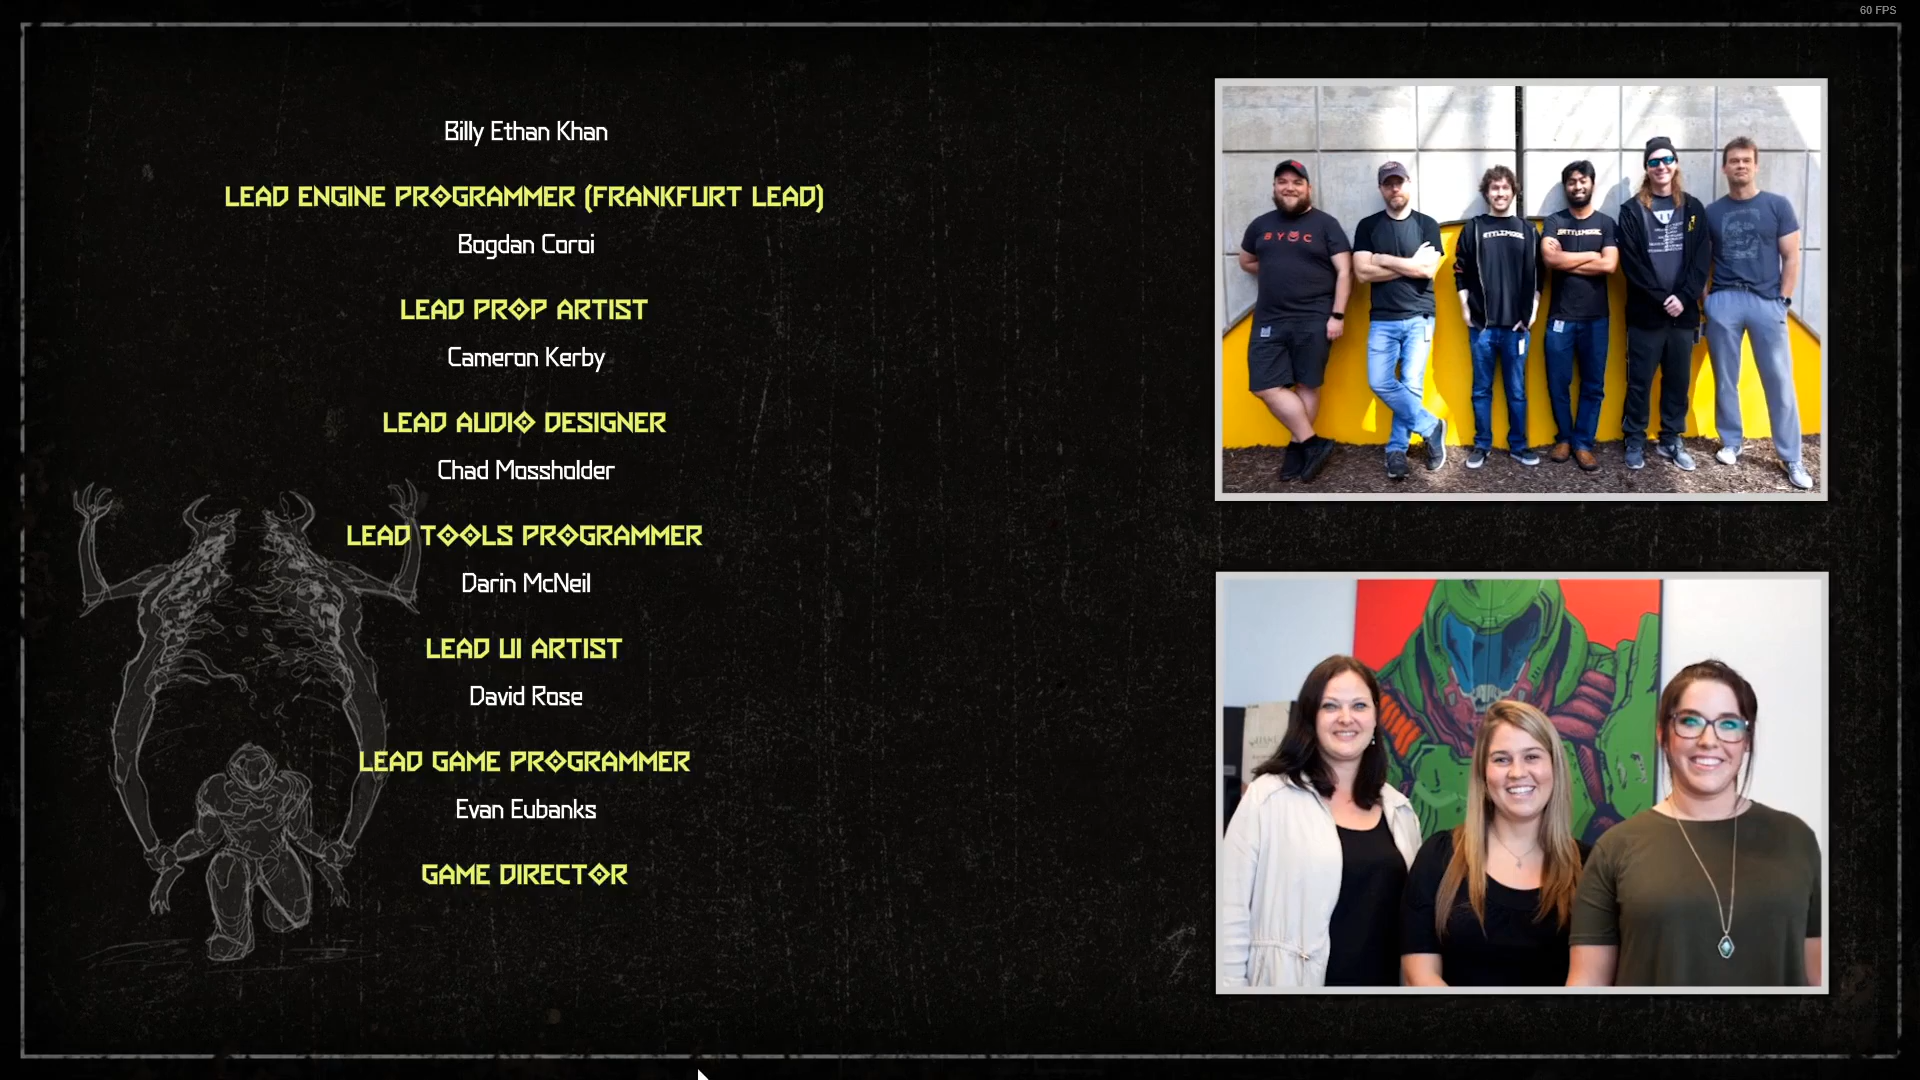 60 FPS
Billy Ethan Khan
LEAD ENGINE PROGRAMMER (FRANKFURT LEAD)
Bogdan Coroi
LEAD PROP ARTIST
Cameron Kerby
LEAD AUDIO DESIGNER
Chad Mossholder
LEAD TOOLS PROGRAMMER
Darin McNeil
LEAD UI ARTIST
David Rose
LEAD GAME PROGRAMMER
Evan Eubanks
GAME DIRECTOR
BYOC
BATTLEMODE